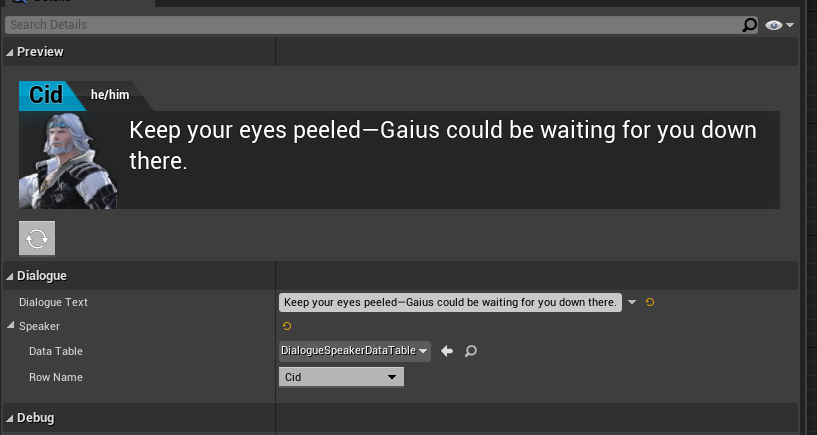 Search Details
Preview
Cid he/him
Keep your eyes peeled—Gaius could be waiting for you down
there.
Dialogue
Dialogue Text Keep your eyes peeled—Gaius could be waiting for you down there.
Speaker
Data Table DialogueSpeakerDataTable
Row Name Cid
Debug